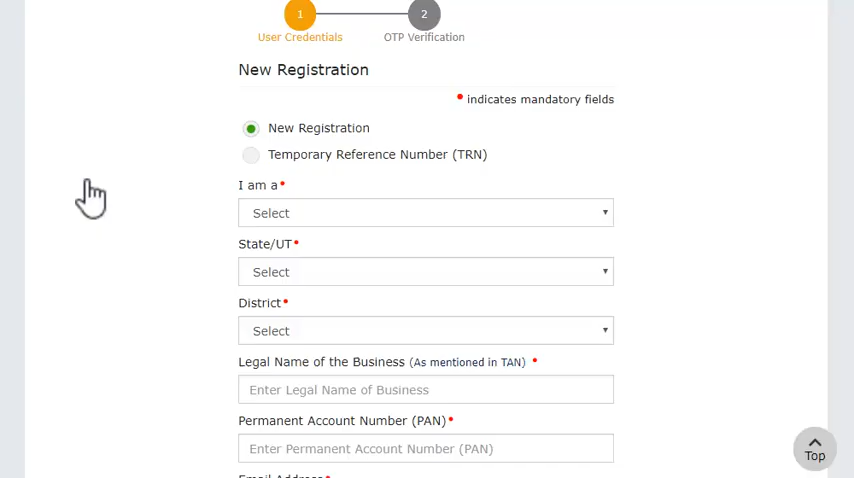 1 2
User Credentials OTP Verification
New Registration
• indicates mandatory fields
New Registration
Temporary Reference Number (TRN)
I am a•
Select
State/UT•
Select
District•
Select
Legal Name of the Business (As mentioned in TAN) •
Enter Legal Name of Business
Permanent Account Number (PAN)•
Enter Permanent Account Number (PAN)
Top
Email Address•